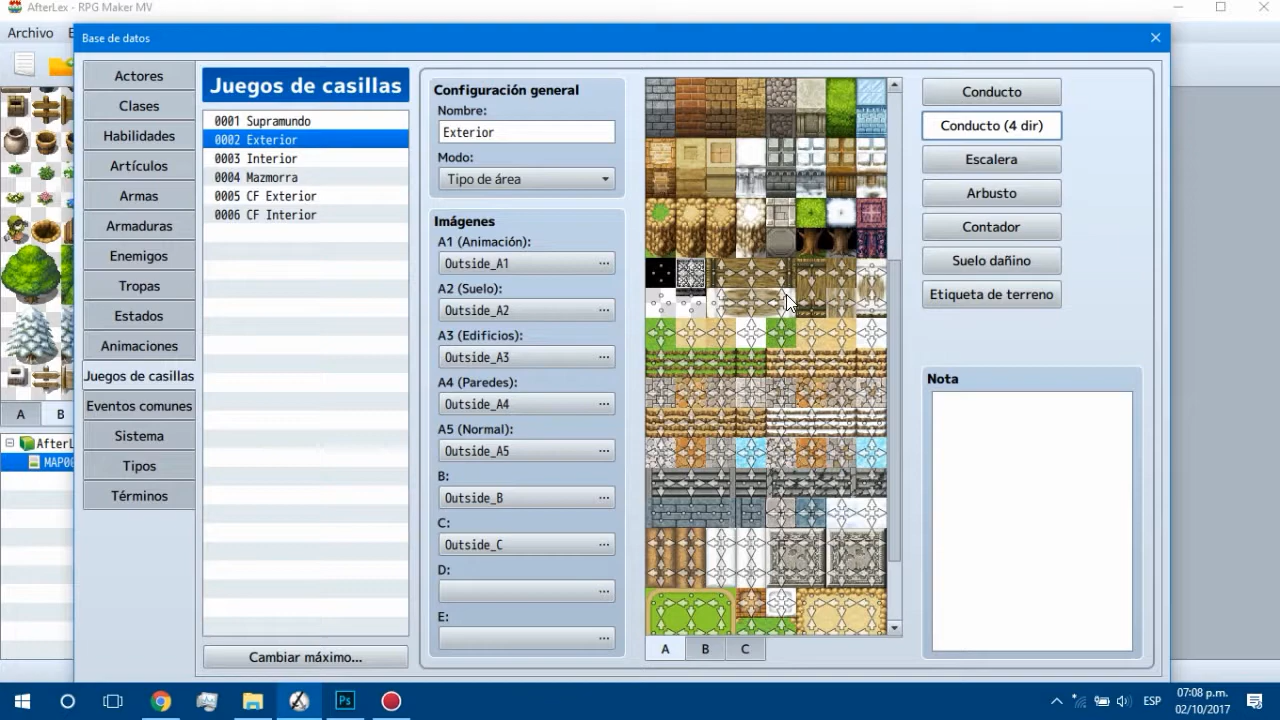 AfterLex - RPG Maker MV
Archivo
Base de datos
Actores
Clases
Habilidades
Artículos
Armas
Armaduras
Enemigos
Tropas
Estados
Animaciones
Juegos de casillas
Eventos comunes
Sistema
Tipos
Términos
A B
AfterL
MAP00
Juegos de casillas
0001 Supramundo
0002 Exterior
0003 Interior
0004 Mazmorra
0005 CF Exterior
0006 CF Interior
Cambiar máximo...
Configuración general
Nombre:
Exterior
Modo:
Tipo de área
Imágenes
A1 (Animación):
Outside_A1 ...
A2 (Suelo):
Outside_A2 ...
A3 (Edificios):
Outside_A3 ...
A4 (Paredes):
Outside_A4 ...
A5 (Normal):
Outside_A5 ...
B:
Outside_B ...
C:
Outside_C ...
D:
...
E:
...
A B C
Conducto
Conducto (4 dir)
Escalera
Arbusto
Contador
Suelo dañino
Etiqueta de terreno
Nota
Ps
ESP
07:08 p.m.
02/10/2017